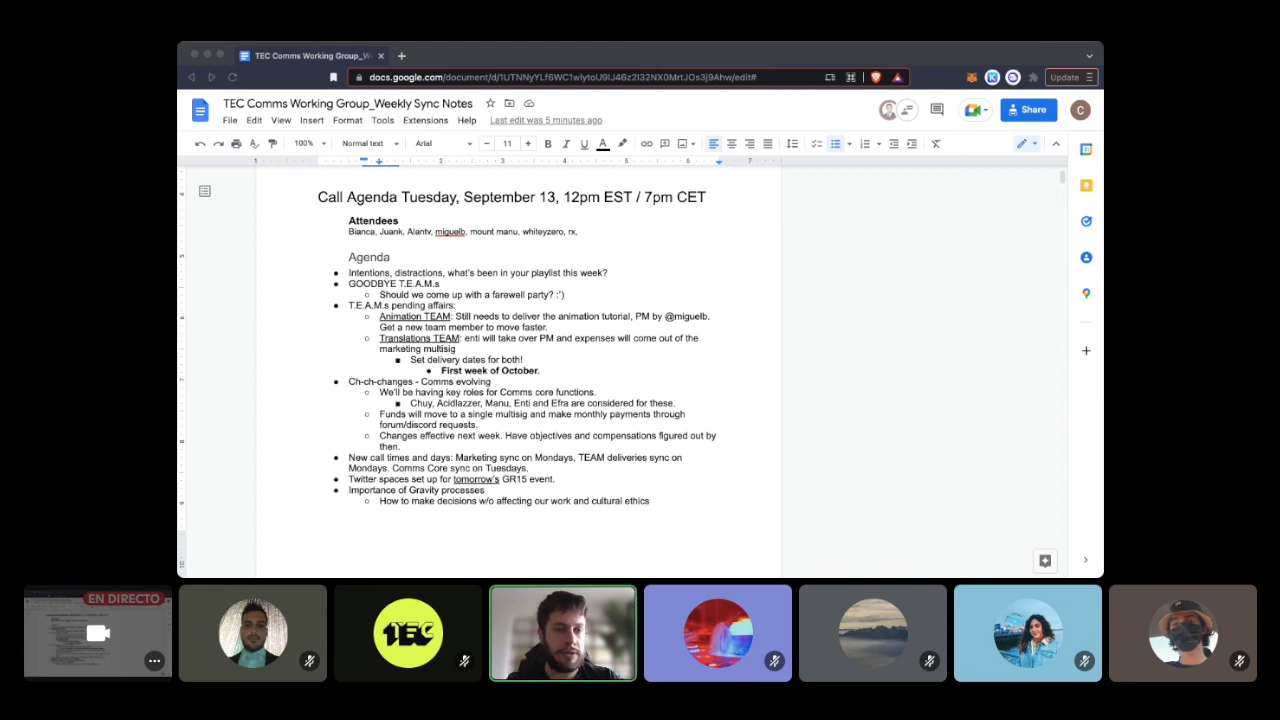 TEC Comms Working Group_W
docs.google.com/document/d/1UTNNyYLf6WC1wlytoU9iJ46z2I32NX0MrtJOs3j9Ahw/edit#
Update
TEC Comms Working Group_Weekly Sync Notes
File Edit View Insert Format Tools Extensions Help Last edit was 5 minutes ago
Share
C
100% Normal text Arial 11 B I U A
1 1 2 3 4 5 6 7
Call Agenda Tuesday, September 13, 12pm EST / 7pm CET
Attendees
Bianca, Juank, Alantv, miguelb, mount manu, whiteyzero, rx,
Agenda
● Intentions, distractions, what's been in your playlist this week?
● GOODBYE T.E.A.M.s
○ Should we come up with a farewell party? :')
● T.E.A.M.s pending affairs:
○ Animation TEAM: Still needs to deliver the animation tutorial, PM by @miguelb.
Get a new team member to move faster.
○ Translations TEAM: enti will take over PM and expenses will come out of the
marketing multisig
■ Set delivery dates for both!
● First week of October.
● Ch-ch-changes - Comms evolving
○ We'll be having key roles for Comms core functions.
■ Chuy, Acidlazzer, Manu, Enti and Efra are considered for these.
○ Funds will move to a single multisig and make monthly payments through
forum/discord requests.
○ Changes effective next week. Have objectives and compensations figured out by
then.
● New call times and days: Marketing sync on Mondays, TEAM deliveries sync on
Mondays. Comms Core sync on Tuesdays.
● Twitter spaces set up for tomorrow's GR15 event.
● Importance of Gravity processes
○ How to make decisions w/o affecting our work and cultural ethics
EN DIRECTO
TEC